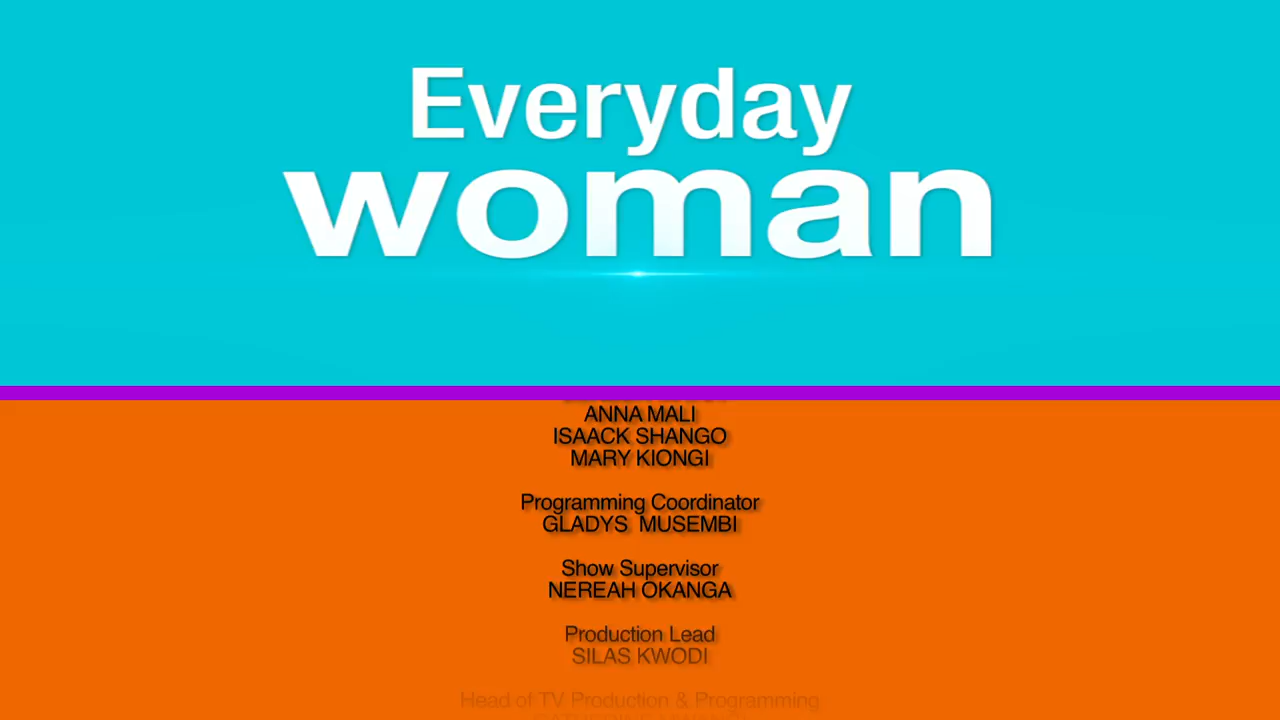 Everyday
woman
ANNA MALI
ISAACK SHANGO
MARY KIONGI
Programming Coordinator
GLADYS MUSEMBI
Show Supervisor
NEREAH OKANGA
Production Lead
SILAS KWODI
Head of TV Production & Programming